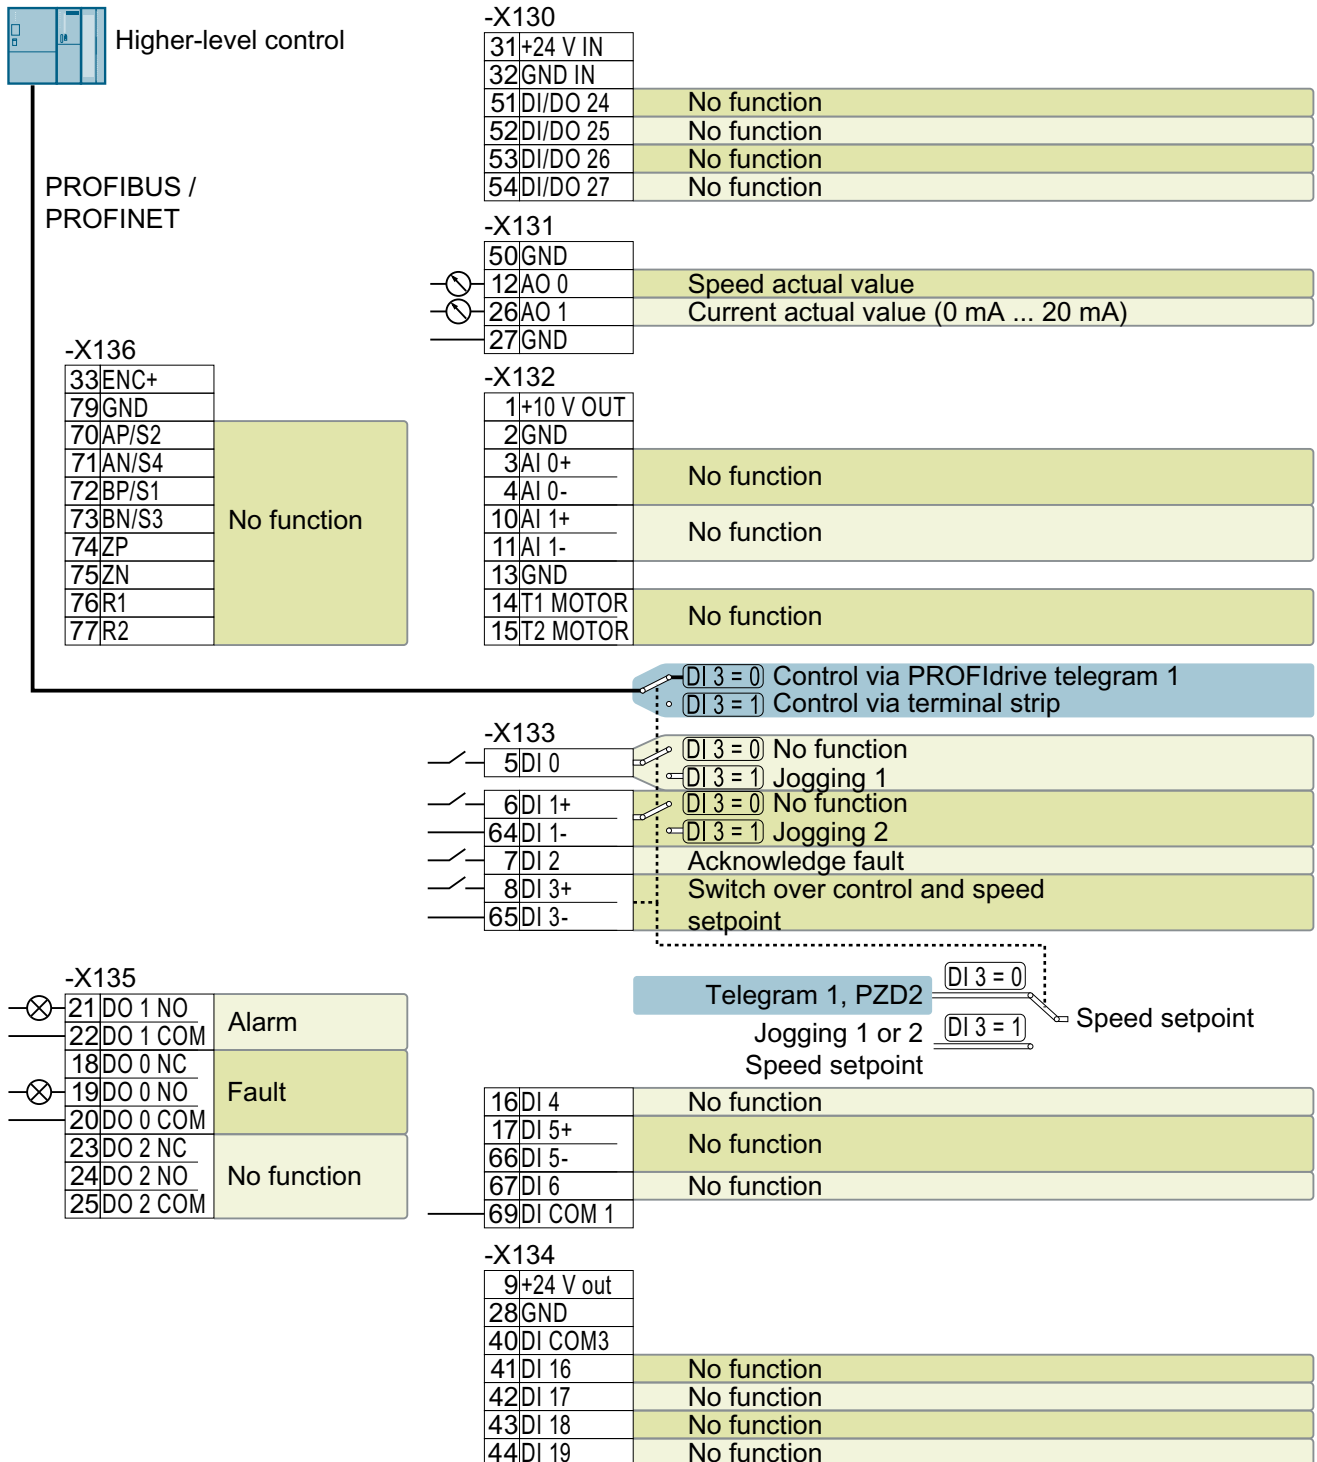 Higher-level control
PROFIBUS /
PROFINET
-X130
31 +24 V IN
32 GND IN
51 DI/DO 24 No function
52 DI/DO 25 No function
53 DI/DO 26 No function
54 DI/DO 27 No function
-X131
50 GND
12 AO 0 Speed actual value
26 AO 1 Current actual value (0 mA ... 20 mA)
27 GND
-X136
33 ENC+
79 GND
70 AP/S2
71 AN/S4
72 BP/S1
73 BN/S3 No function
74 ZP
75 ZN
76 R1
77 R2
-X132
1 +10 V OUT
2 GND
3 AI 0+
No function
4 AI 0-
10 AI 1+
No function
11 AI 1-
13 GND
14 T1 MOTOR
No function
15 T2 MOTOR
DI 3 = 0 Control via PROFIdrive telegram 1
DI 3 = 1 Control via terminal strip
-X133
5 DI 0
DI 3 = 0 No function
DI 3 = 1 Jogging 1
6 DI 1+ DI 3 = 0 No function
64 DI 1- DI 3 = 1 Jogging 2
7 DI 2 Acknowledge fault
8 DI 3+ Switch over control and speed
65 DI 3- setpoint
DI 3 = 0
Telegram 1, PZD2
Speed setpoint
Jogging 1 or 2 DI 3 = 1
Speed setpoint
-X135
21 DO 1 NO
Alarm
22 DO 1 COM
18 DO 0 NC
19 DO 0 NO Fault
20 DO 0 COM
23 DO 2 NC
24 DO 2 NO No function
25 DO 2 COM
16 DI 4 No function
17 DI 5+
No function
66 DI 5-
67 DI 6 No function
69 DI COM 1
-X134
9 +24 V out
28 GND
40 DI COM3
41 DI 16 No function
42 DI 17 No function
43 DI 18 No function
44 DI 19 No function